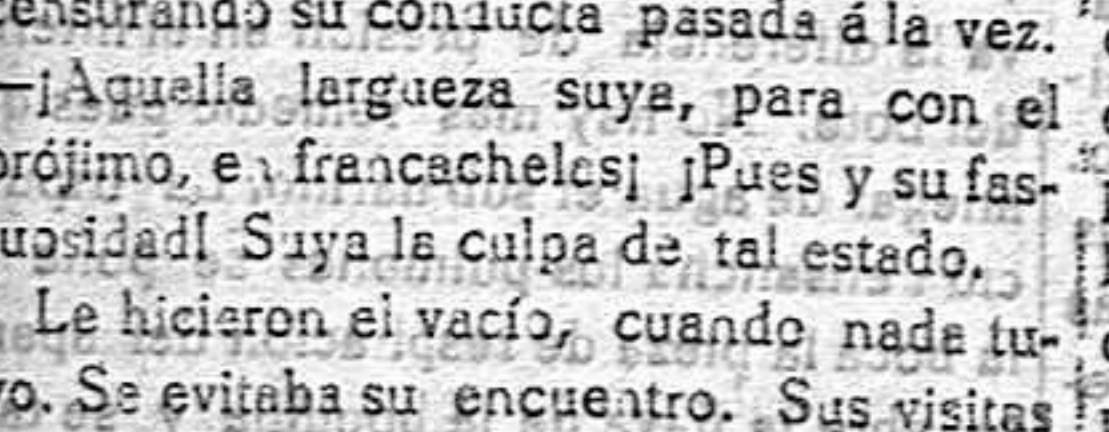 censurando su conducta pasada á la vez.
—¡Aquella largueza suya, para con el
prójimo, en francachelas¡ ¡Pues y su fas-
tuosidad! Suya la culpa de tal estado.
Le hicieron el vacío, cuando nada tu-
vo. Se evitaba su encuentro. Sus visitas